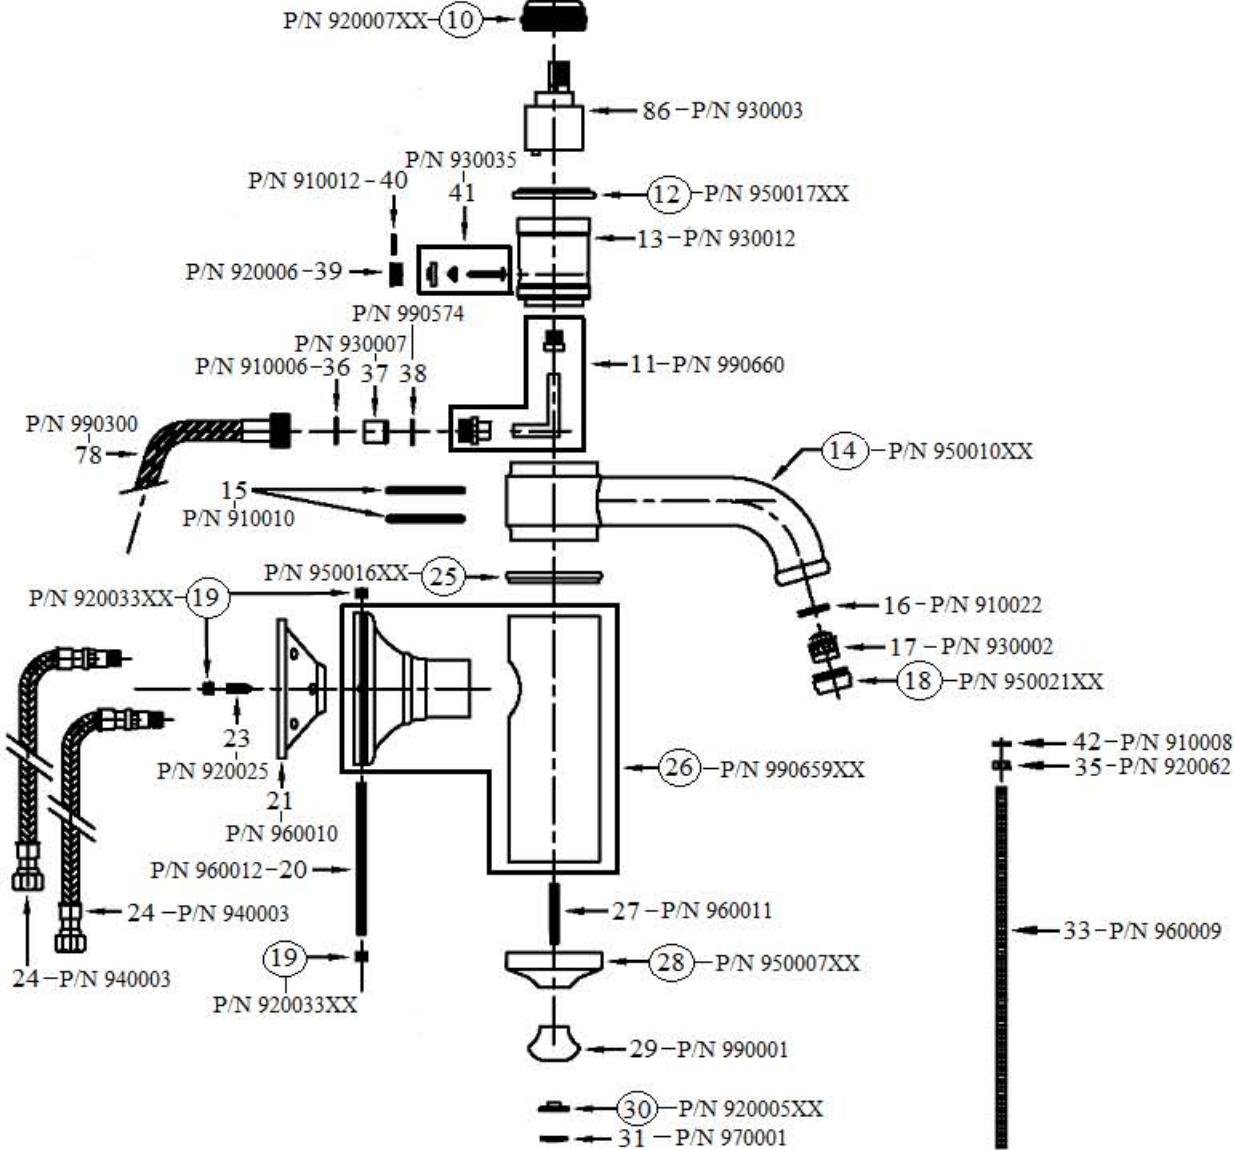 P/N 920007XX 10
86 P/N 930003
P/N 930035
P/N 910012-40
41
12 P/N 950017XX
13 P/N 930012
P/N 920006-39
P/N 990574
P/N 930007
P/N 910006-36
37
38
11 P/N 990660
P/N 990300
78
14 P/N 950010XX
15
P/N 910010
P/N 950016XX 25
P/N 920033XX 19
16 P/N 910022
17 P/N 930002
18 P/N 950021XX
23
P/N 920025
42 P/N 910008
35 P/N 920062
26 P/N 990659XX
21
P/N 960010
P/N 960012-20
24 P/N 940003
27 P/N 960011
33 P/N 960009
24 P/N 940003
19
28 P/N 950007XX
P/N 920033XX
29 P/N 990001
30 P/N 920005XX
31 P/N 970001